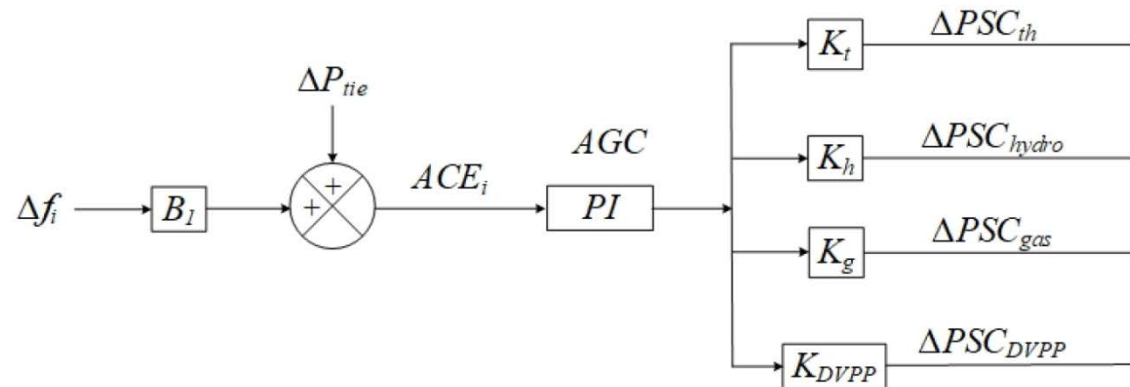 ΔPSC_th
K_t
ΔP_tie
AGC
ΔPSC_hydro
K_h
+
+
ACE_i
Δf_i
B_1
PI
ΔPSC_gas
K_g
ΔPSC_DVPP
K_DVPP